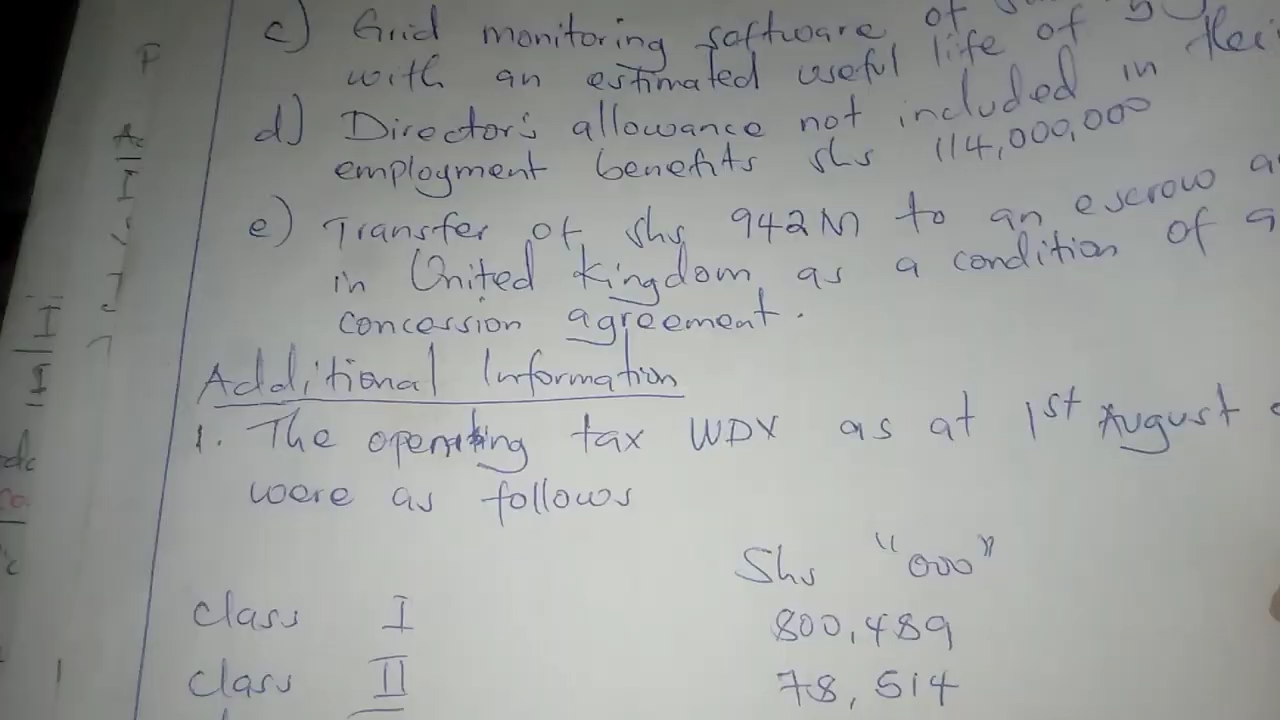 c) Grid monitoring software of
with an estimated useful life of
d) Director's allowance not included in their
employment benefits shs 114,000,000
e) Transfer of shs 942M to an escrow a
in United Kingdom as a condition of a
concession agreement.
Additional Information
1. The operating tax WDV as at 1st August
were as follows
Shs "000"
class I 800,489
class II 78,514